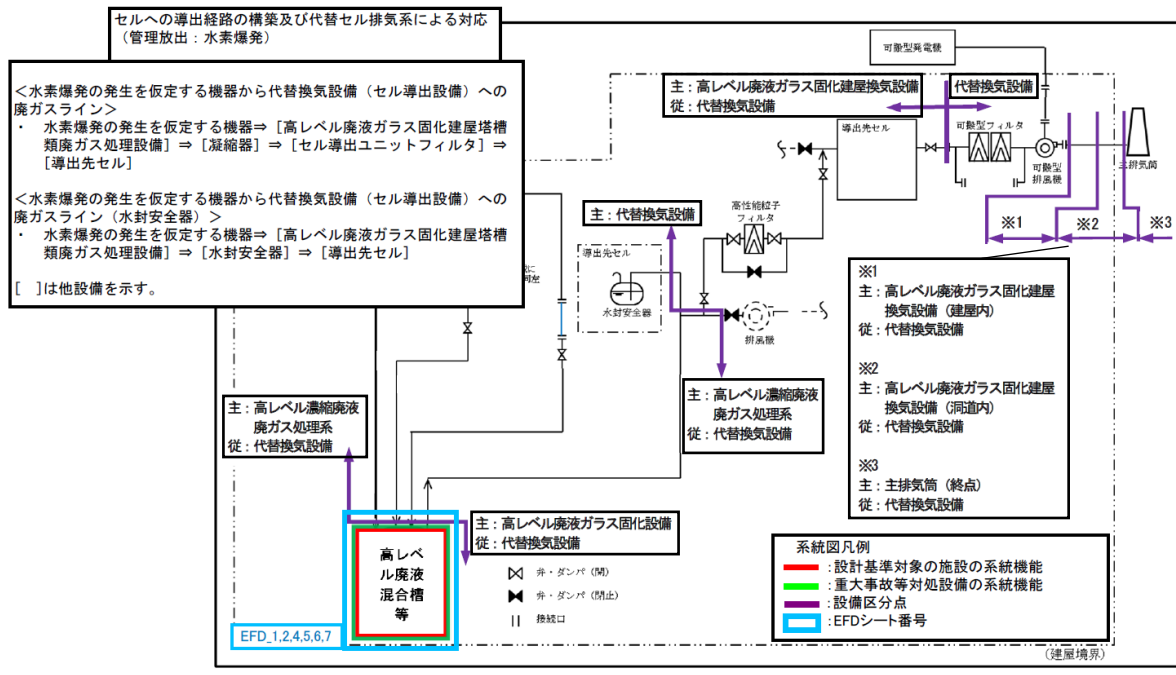 セルへの導出経路の構築及び代替セル排気系による対応
（管理放出：水素爆発）
＜水素爆発の発生を仮定する機器から代替換気設備（セル導出設備）への
廃ガスライン＞
・ 水素爆発の発生を仮定する機器⇒［高レベル廃液ガラス固化建屋塔槽
類廃ガス処理設備］⇒［凝縮器］⇒［セル導出ユニットフィルタ］⇒
［導出先セル］
＜水素爆発の発生を仮定する機器から代替換気設備（セル導出設備）への
廃ガスライン（水封安全器）＞
・ 水素爆発の発生を仮定する機器⇒［高レベル廃液ガラス固化建屋塔槽
類廃ガス処理設備］⇒［水封安全器］⇒［導出先セル］
［ ］は他設備を示す。
可搬型発電機
主：高レベル廃液ガラス固化建屋換気設備
従：代替換気設備
代替換気設備
導出先セル
可搬型フィルタ
可搬型
排風機
主排気筒
※1
※2
※3
主：代替換気設備
高性能粒子
フィルタ
導出先セル
水封安全器
排風機
※1
主：高レベル廃液ガラス固化建屋
換気設備（建屋内）
従：代替換気設備
※2
主：高レベル廃液ガラス固化建屋
換気設備（洞道内）
従：代替換気設備
※3
主：主排気筒（終点）
従：代替換気設備
主：高レベル濃縮廃液
廃ガス処理系
従：代替換気設備
主：高レベル濃縮廃液
廃ガス処理系
従：代替換気設備
主：高レベル廃液ガラス固化設備
従：代替換気設備
高レベ
ル廃液
混合槽
等
EFD_1,2,4,5,6,7
弁・ダンパ（開）
弁・ダンパ（閉止）
接続口
系統図凡例
：設計基準対象の施設の系統機能
：重大事故等対処設備の系統機能
：設備区分点
：EFDシート番号
（建屋境界）